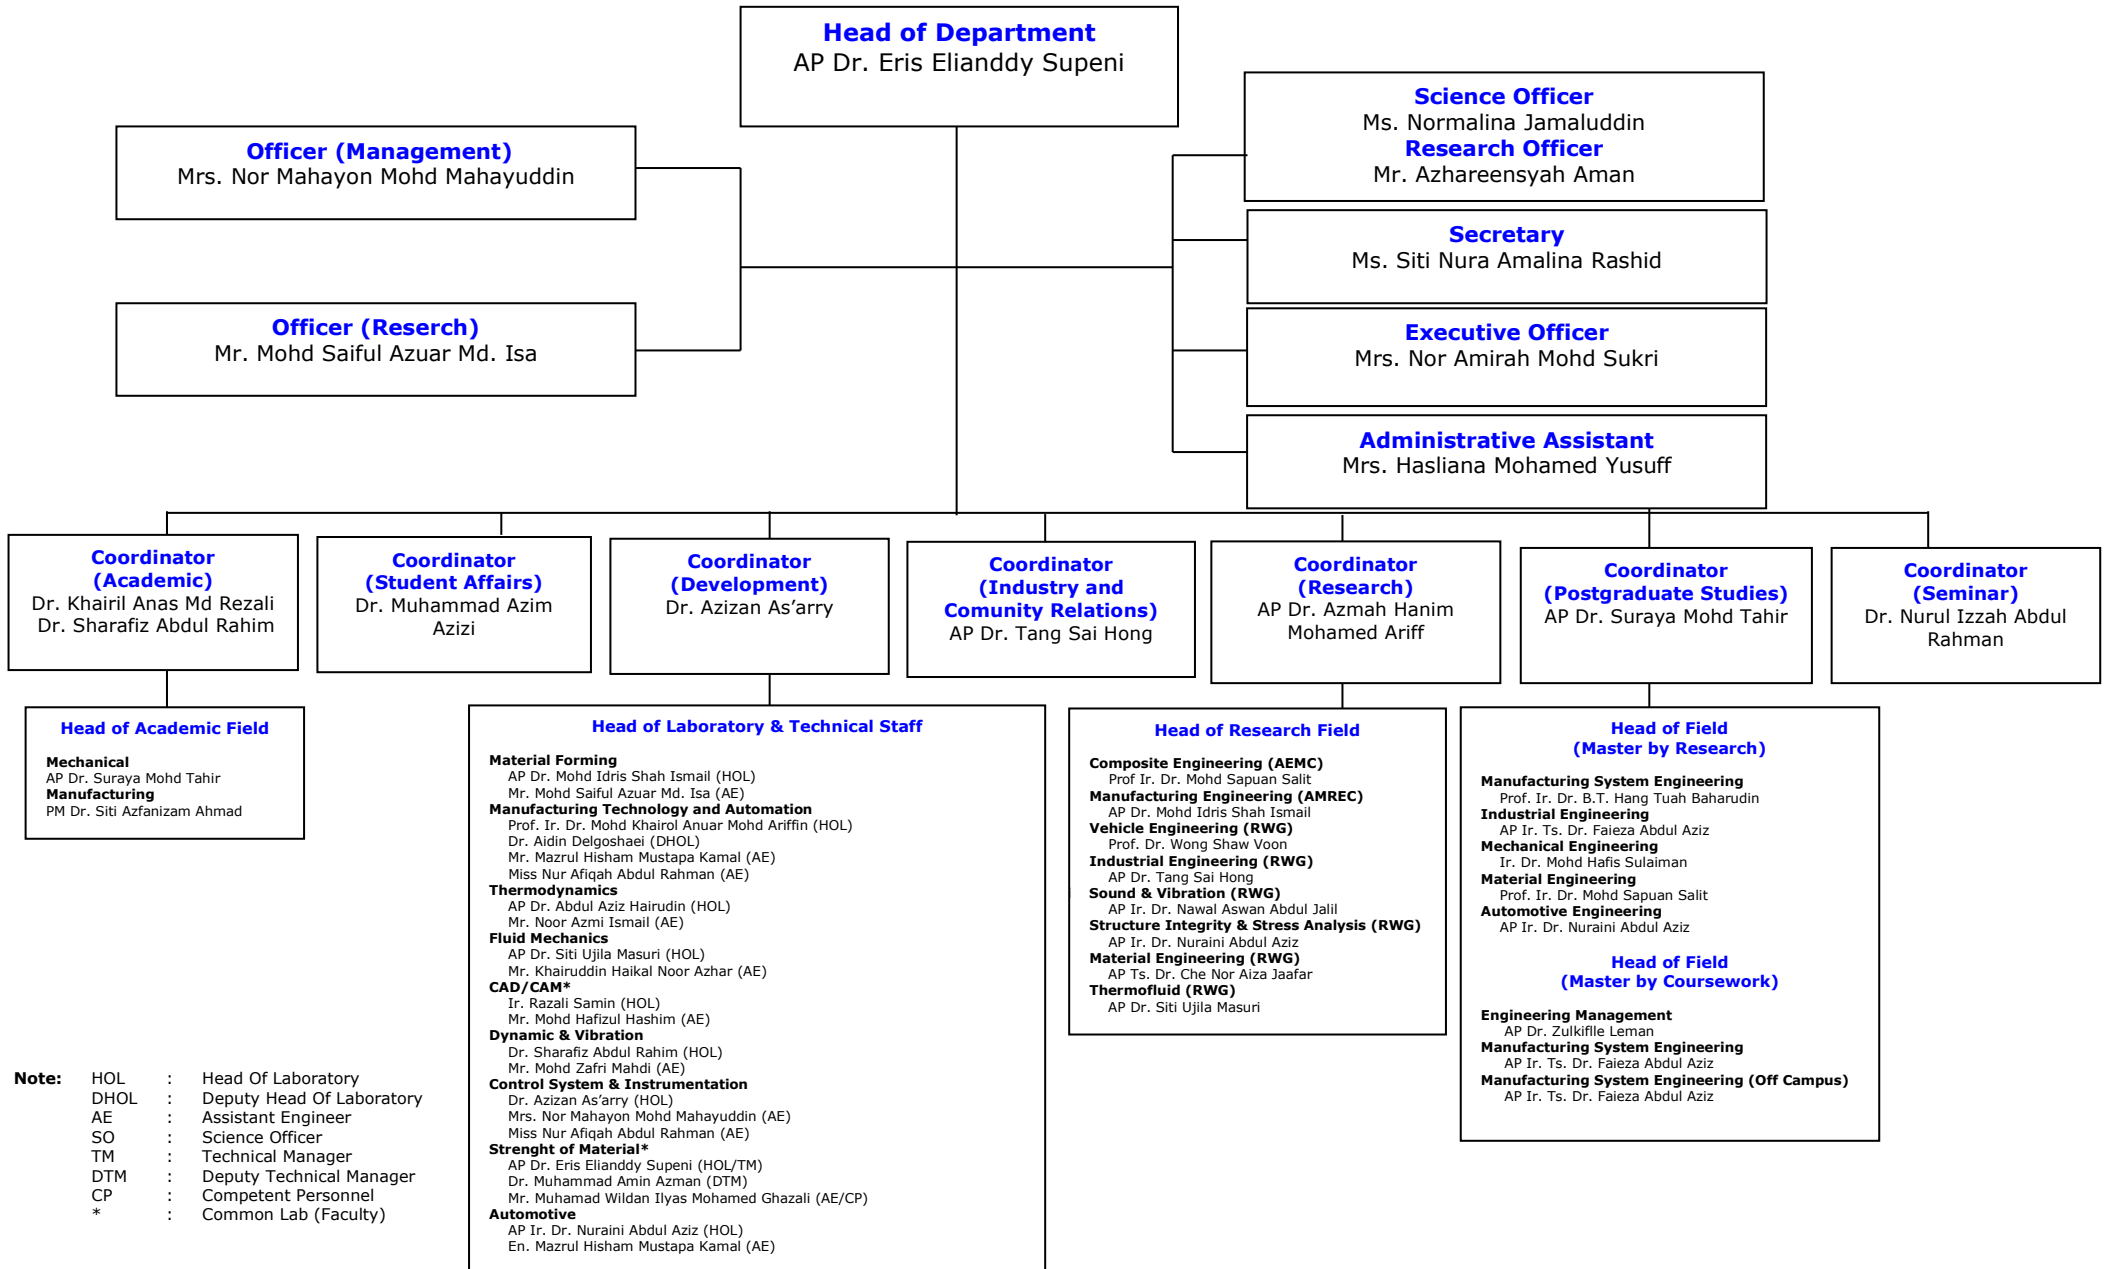 Head of Department
AP Dr. Eris Elianddy Supeni
Officer (Management)
Mrs. Nor Mahayon Mohd Mahayuddin
Officer (Reserch)
Mr. Mohd Saiful Azuar Md. Isa
Science Officer
Ms. Normalina Jamaluddin
Research Officer
Mr. Azhareensyah Aman
Secretary
Ms. Siti Nura Amalina Rashid
Executive Officer
Mrs. Nor Amirah Mohd Sukri
Administrative Assistant
Mrs. Hasliana Mohamed Yusuff
Coordinator
(Academic)
Dr. Khairil Anas Md Rezali
Dr. Sharafiz Abdul Rahim
Coordinator
(Student Affairs)
Dr. Muhammad Azim
Azizi
Coordinator
(Development)
Dr. Azizan As’arry
Coordinator
(Industry and
Comunity Relations)
AP Dr. Tang Sai Hong
Coordinator
(Research)
AP Dr. Azmah Hanim
Mohamed Ariff
Coordinator
(Postgraduate Studies)
AP Dr. Suraya Mohd Tahir
Coordinator
(Seminar)
Dr. Nurul Izzah Abdul
Rahman
Head of Academic Field
Mechanical
AP Dr. Suraya Mohd Tahir
Manufacturing
PM Dr. Siti Azfanizam Ahmad
Head of Laboratory & Technical Staff
Material Forming
AP Dr. Mohd Idris Shah Ismail (HOL)
Mr. Mohd Saiful Azuar Md. Isa (AE)
Manufacturing Technology and Automation
Prof. Ir. Dr. Mohd Khairol Anuar Mohd Ariffin (HOL)
Dr. Aidin Delgoshaei (DHOL)
Mr. Mazrul Hisham Mustapa Kamal (AE)
Miss Nur Afiqah Abdul Rahman (AE)
Thermodynamics
AP Dr. Abdul Aziz Hairudin (HOL)
Mr. Noor Azmi Ismail (AE)
Fluid Mechanics
AP Dr. Siti Ujila Masuri (HOL)
Mr. Khairuddin Haikal Noor Azhar (AE)
CAD/CAM*
Ir. Razali Samin (HOL)
Mr. Mohd Hafizul Hashim (AE)
Dynamic & Vibration
Dr. Sharafiz Abdul Rahim (HOL)
Mr. Mohd Zafri Mahdi (AE)
Control System & Instrumentation
Dr. Azizan As’arry (HOL)
Mrs. Nor Mahayon Mohd Mahayuddin (AE)
Miss Nur Afiqah Abdul Rahman (AE)
Strenght of Material*
AP Dr. Eris Elianddy Supeni (HOL/TM)
Dr. Muhammad Amin Azman (DTM)
Mr. Muhamad Wildan Ilyas Mohamed Ghazali (AE/CP)
Automotive
AP Ir. Dr. Nuraini Abdul Aziz (HOL)
En. Mazrul Hisham Mustapa Kamal (AE)
Head of Research Field
Composite Engineering (AEMC)
Prof Ir. Dr. Mohd Sapuan Salit
Manufacturing Engineering (AMREC)
AP Dr. Mohd Idris Shah Ismail
Vehicle Engineering (RWG)
Prof. Dr. Wong Shaw Voon
Industrial Engineering (RWG)
AP Dr. Tang Sai Hong
Sound & Vibration (RWG)
AP Ir. Dr. Nawal Aswan Abdul Jalil
Structure Integrity & Stress Analysis (RWG)
AP Ir. Dr. Nuraini Abdul Aziz
Material Engineering (RWG)
AP Ts. Dr. Che Nor Aiza Jaafar
Thermofluid (RWG)
AP Dr. Siti Ujila Masuri
Head of Field
(Master by Research)
Manufacturing System Engineering
Prof. Ir. Dr. B.T. Hang Tuah Baharudin
Industrial Engineering
AP Ir. Ts. Dr. Faieza Abdul Aziz
Mechanical Engineering
Ir. Dr. Mohd Hafis Sulaiman
Material Engineering
Prof. Ir. Dr. Mohd Sapuan Salit
Automotive Engineering
AP Ir. Dr. Nuraini Abdul Aziz
Head of Field
(Master by Coursework)
Engineering Management
AP Dr. Zulkiflle Leman
Manufacturing System Engineering
AP Ir. Ts. Dr. Faieza Abdul Aziz
Manufacturing System Engineering (Off Campus)
AP Ir. Ts. Dr. Faieza Abdul Aziz
Note: HOL : Head Of Laboratory
DHOL : Deputy Head Of Laboratory
AE : Assistant Engineer
SO : Science Officer
TM : Technical Manager
DTM : Deputy Technical Manager
CP : Competent Personnel
* : Common Lab (Faculty)